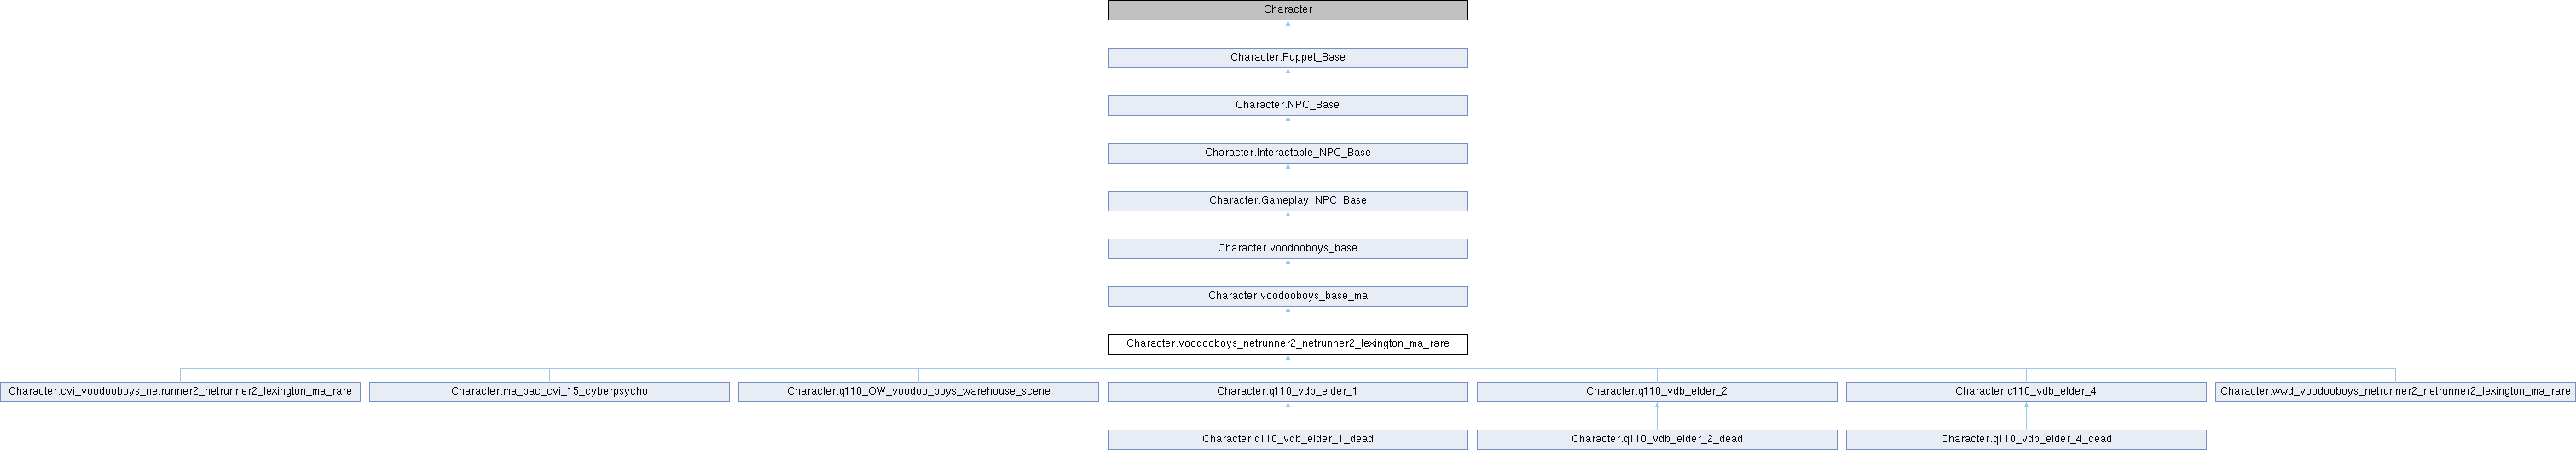 Character
Character.Puppet_Base
Character.NPC_Base
Character.Interactable_NPC_Base
Character.Gameplay_NPC_Base
Character.voodooboys_base
Character.voodooboys_base_ma
Character.voodooboys_netrunner2_netrunner2_lexington_ma_rare
Character.cvi_voodooboys_netrunner2_netrunner2_lexington_ma_rare
Character.ma_pac_cvi_15_cyberpsycho
Character.q110_OW_voodoo_boys_warehouse_scene
Character.q110_vdb_elder_1
Character.q110_vdb_elder_2
Character.q110_vdb_elder_4
Character.wwd_voodooboys_netrunner2_netrunner2_lexington_ma_rare
Character.q110_vdb_elder_1_dead
Character.q110_vdb_elder_2_dead
Character.q110_vdb_elder_4_dead